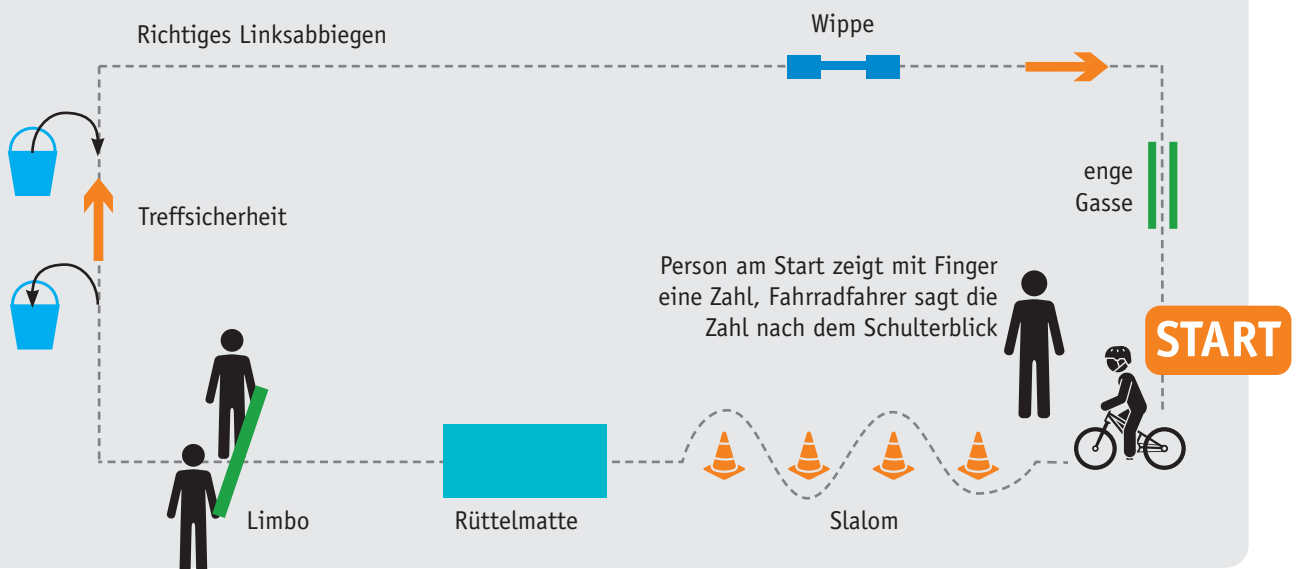 Wippe
Richtiges Linksabbiegen
enge
Gasse
Treffsicherheit
Person am Start zeigt mit Finger
eine Zahl, Fahrradfahrer sagt die
Zahl nach dem Schulterblick
START
Limbo
Rüttelmatte
Slalom